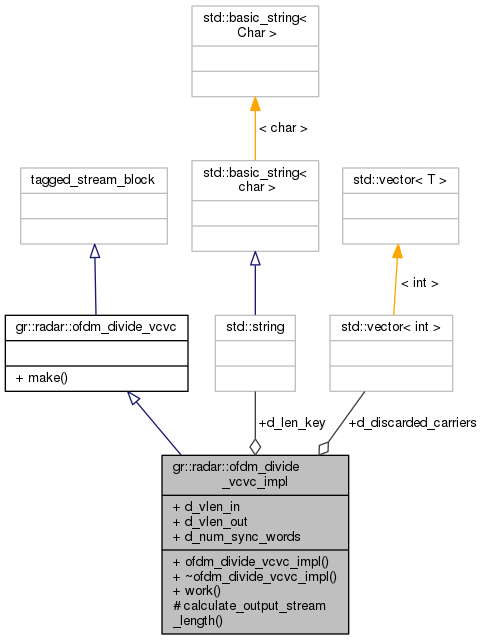 std::basic_string<
Char >
< char >
tagged_stream_block
std::basic_string<
char >
std::vector< T >
< int >
gr::radar::ofdm_divide_vcvc
+ make()
std::string
std::vector< int >
+d_len_key
+d_discarded_carriers
gr::radar::ofdm_divide
_vcvc_impl
+ d_vlen_in
+ d_vlen_out
+ d_num_sync_words
+ ofdm_divide_vcvc_impl()
+ ~ofdm_divide_vcvc_impl()
+ work()
# calculate_output_stream
_length()